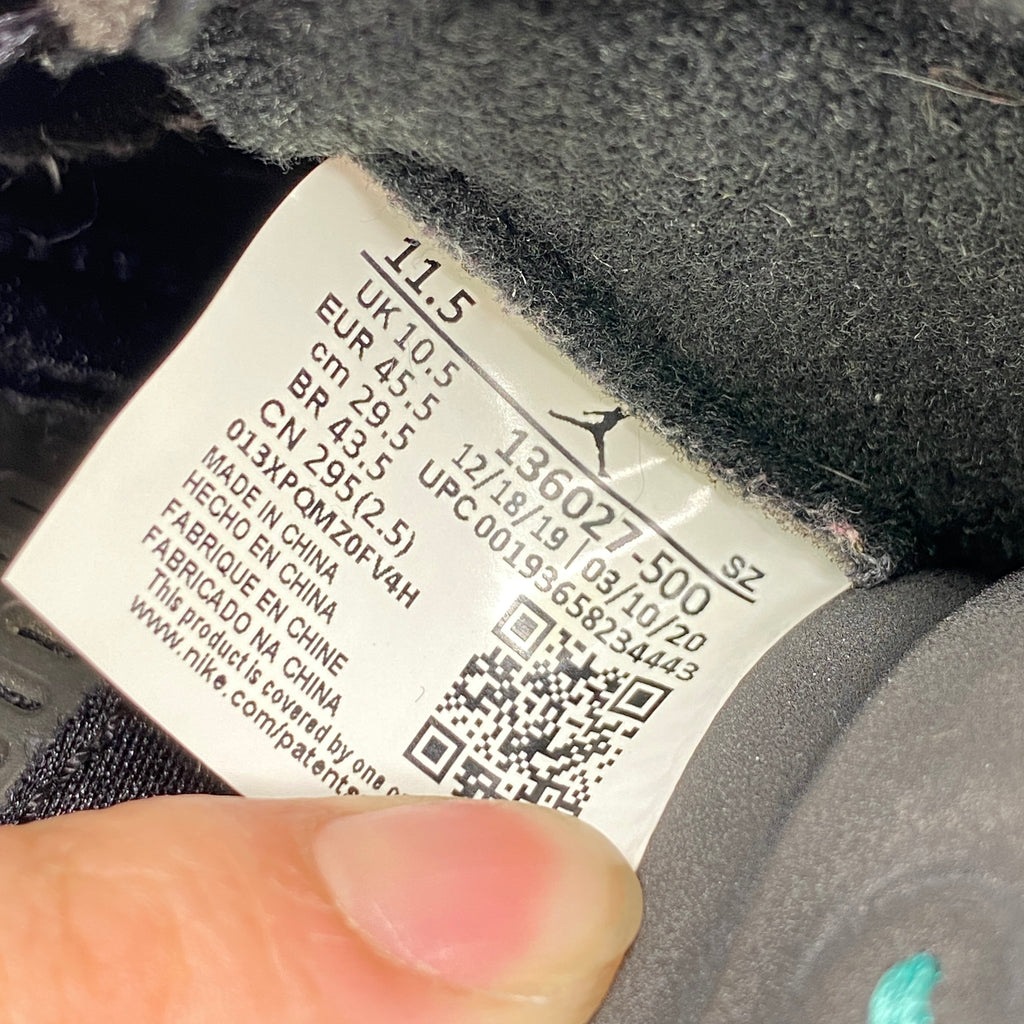 11.5
UK 10.5
EUR 45.5
cm 29.5
BR 43.5
CN 295(2.5)
013XPQMZ0FV4H
MADE IN CHINA
HECHO EN CHINA
FABRIQUE EN CHINE
FABRICADO NA CHINA
This product is covered by one
www.nike.com/patents
SZ
136027-500
12/18/19 | 03/10/20
UPC 00193658234443